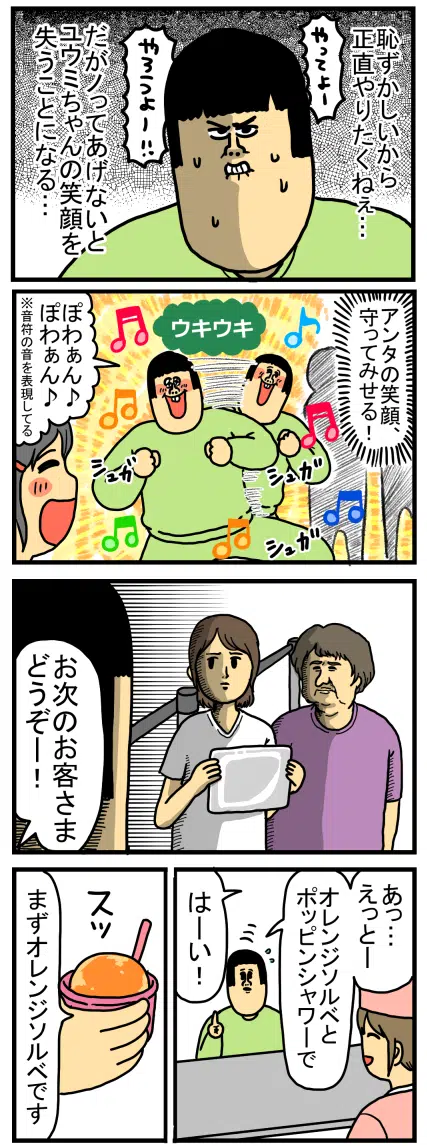 恥ずかしいから
正直やりたくねぇ…
やってよー
やろうよー!!
だがノってあげないと
ユウミちゃんの笑顔を
失うことになる…
アンタの笑顔、
守ってみせる!
ウキウキ
シュガ
シュガ
シュガ
ぽわぁん♪
ぽわぁん♪
※音符の音を表現してる
お次のお客さま
どうぞー!
あっ…
えっとー
オレンジソルベと
ポッピンシャワーで
はーい!
スッ
まずオレンジソルベです